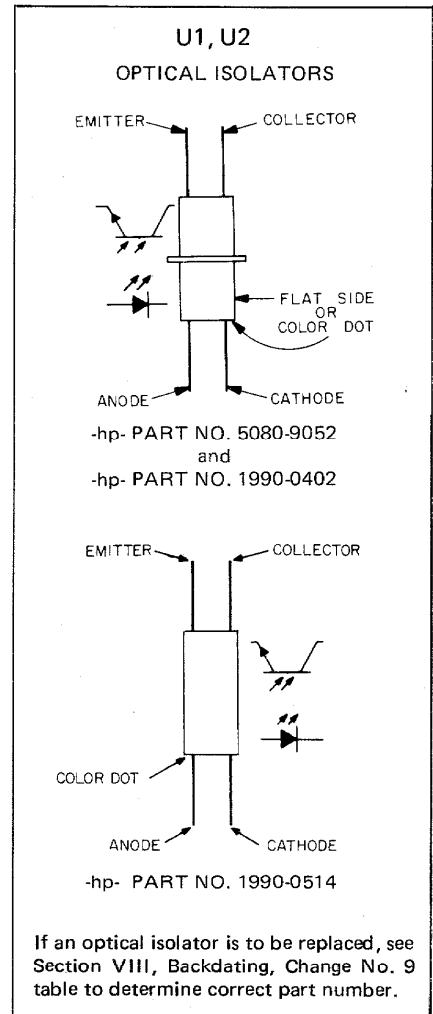 U1, U2
OPTICAL ISOLATORS
EMITTER
COLLECTOR
FLAT SIDE
OR
COLOR DOT
ANODE
CATHODE
-hp- PART NO. 5080-9052
and
-hp- PART NO. 1990-0402
EMITTER
COLLECTOR
COLOR DOT
ANODE
CATHODE
-hp- PART NO. 1990-0514
If an optical isolator is to be replaced, see
Section VIII, Backdating, Change No. 9
table to determine correct part number.